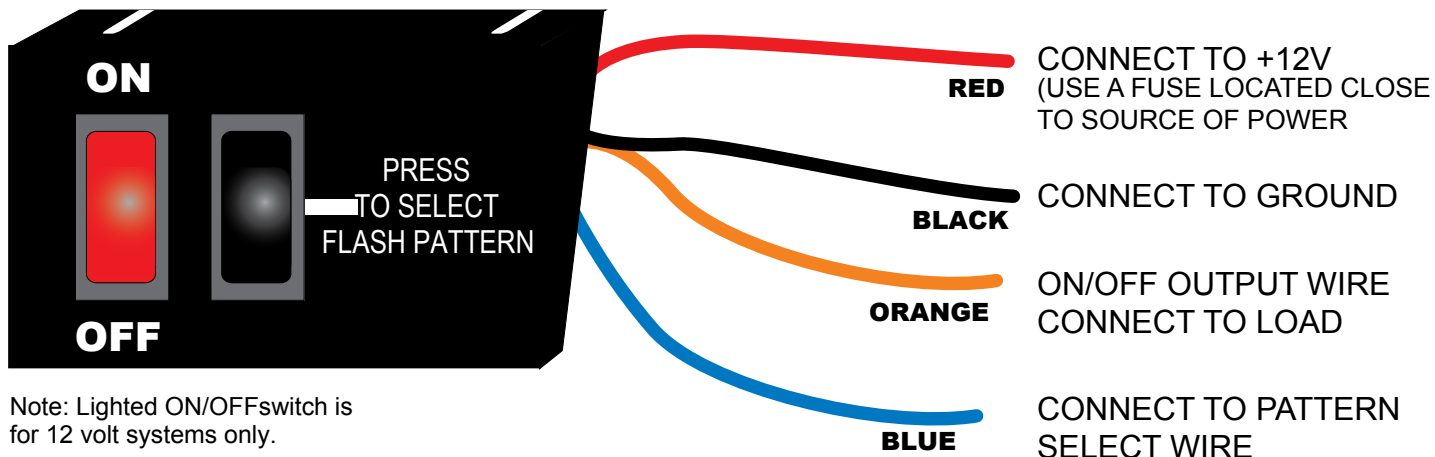 ON
OFF
PRESS
TO SELECT
FLASH PATTERN
RED
CONNECT TO +12V
(USE A FUSE LOCATED CLOSE
TO SOURCE OF POWER
BLACK
CONNECT TO GROUND
ORANGE
ON/OFF OUTPUT WIRE
CONNECT TO LOAD
BLUE
CONNECT TO PATTERN
SELECT WIRE
Note: Lighted ON/OFFswitch is
for 12 volt systems only.